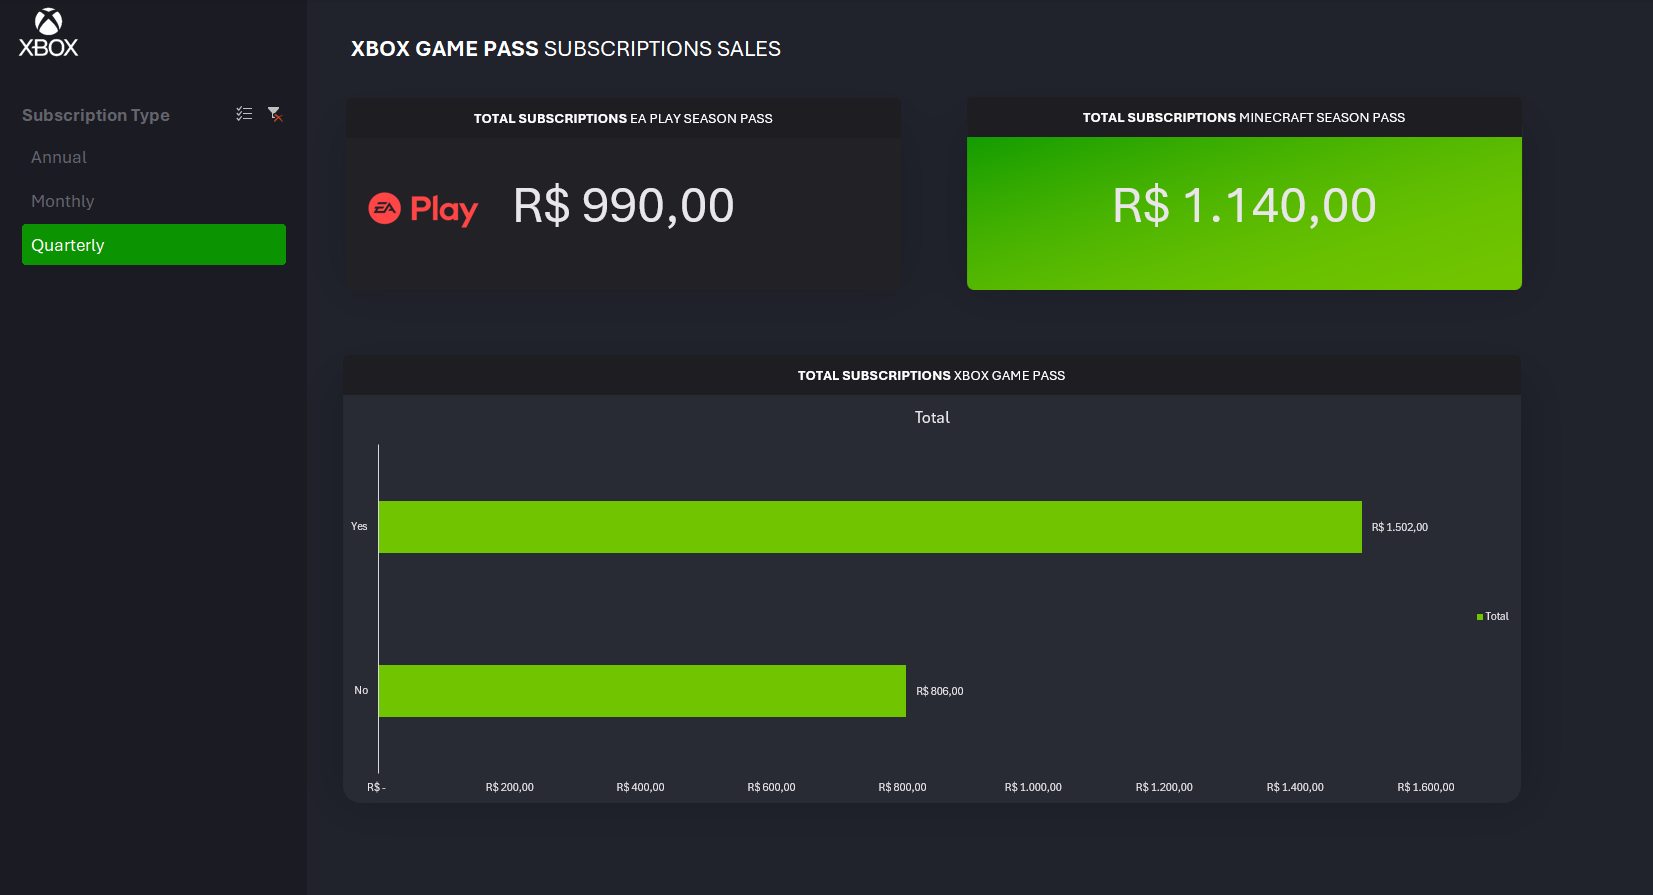 XBOX
Subscription Type
Annual
Monthly
Quarterly
XBOX GAME PASS SUBSCRIPTIONS SALES
TOTAL SUBSCRIPTIONS EA PLAY SEASON PASS
EA Play R$ 990,00
TOTAL SUBSCRIPTIONS MINECRAFT SEASON PASS
R$ 1.140,00
TOTAL SUBSCRIPTIONS XBOX GAME PASS
Total
Yes R$ 1.502,00
Total
No R$ 806,00
R$ - R$ 200,00 R$ 400,00 R$ 600,00 R$ 800,00 R$ 1.000,00 R$ 1.200,00 R$ 1.400,00 R$ 1.600,00